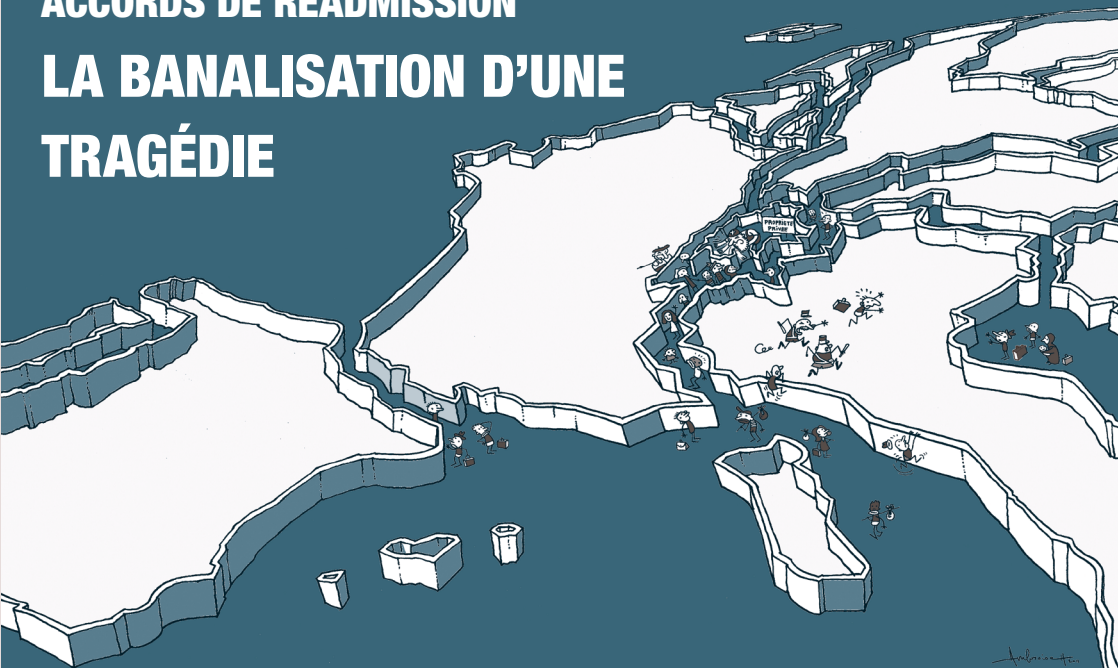 ACCORDS DE RÉADMISSION
LA BANALISATION D’UNE
TRAGÉDIE
PROPRIÉTÉ
PRIVÉE